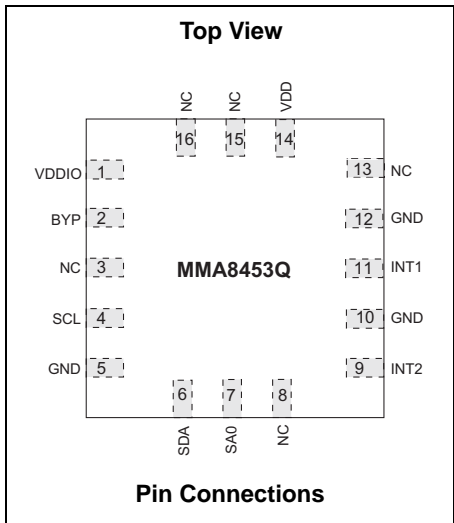 Top View
NC
NC
VDD
16
15
14
VDDIO 1
13 NC
BYP 2
12 GND
NC 3
MMA8453Q
11 INT1
SCL 4
10 GND
GND 5
9 INT2
6
7
8
SDA
SA0
NC
Pin Connections